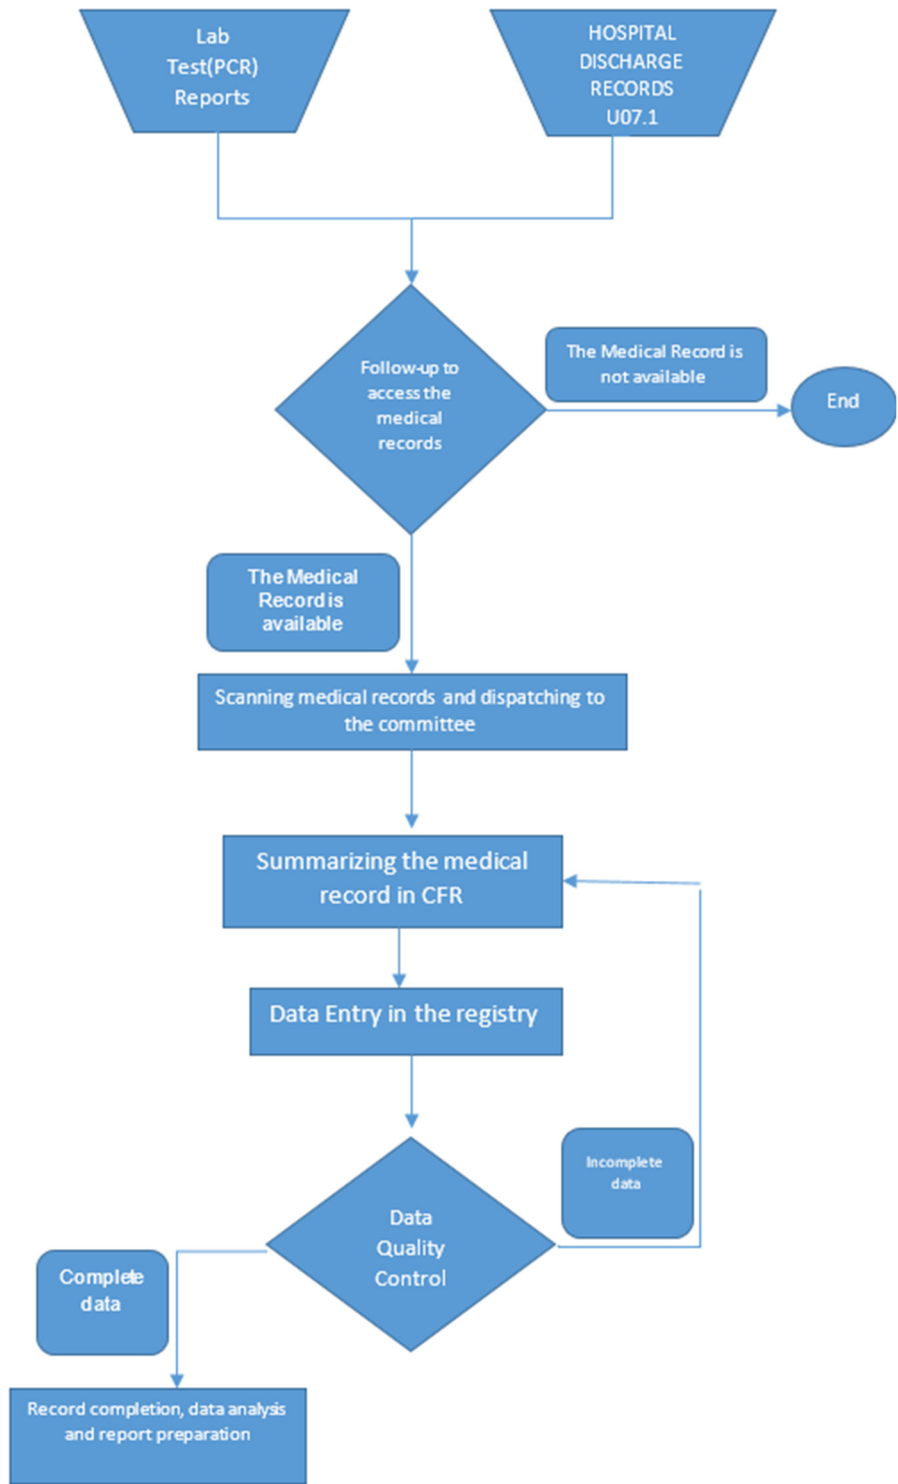 Lab
Test(PCR)
Reports
HOSPITAL
DISCHARGE
RECORDS
U07.1
Follow-up to
access the
medical
records
The Medical Record is
not available
End
The Medical
Record is
available
Scanning medical records and dispatching to
the committee
Summarizing the medical
record in CFR
Data Entry in the registry
Data
Quality
Control
Incomplete
data
Complete
data
Record completion, data analysis
and report preparation